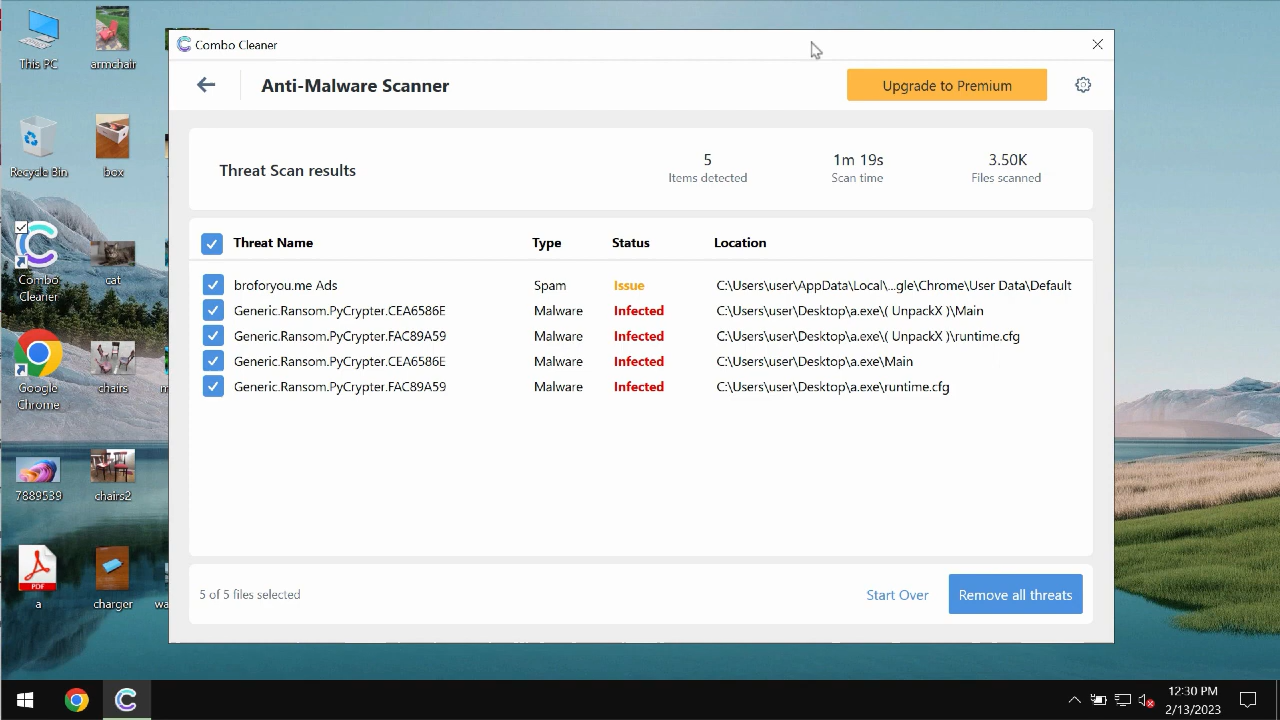 This PC
armchair
Recycle Bin
box
Combo
Cleaner
cat
Google
Chrome
chairs
7889539
chairs2
PDF
a
charger
Combo Cleaner
Anti-Malware Scanner
Upgrade to Premium
Threat Scan results
5
Items detected
1m 19s
Scan time
3.50K
Files scanned
Threat Name Type Status Location
broforyou.me Ads Spam Issue C:\Users\user\AppData\Local\...gle\Chrome\User Data\Default
Generic.Ransom.PyCrypter.CEA6586E Malware Infected C:\Users\user\Desktop\a.exe\( UnpackX )\Main
Generic.Ransom.PyCrypter.FAC89A59 Malware Infected C:\Users\user\Desktop\a.exe\( UnpackX )\runtime.cfg
Generic.Ransom.PyCrypter.CEA6586E Malware Infected C:\Users\user\Desktop\a.exe\Main
Generic.Ransom.PyCrypter.FAC89A59 Malware Infected C:\Users\user\Desktop\a.exe\runtime.cfg
5 of 5 files selected
Start Over
Remove all threats
12:30 PM
2/13/2023